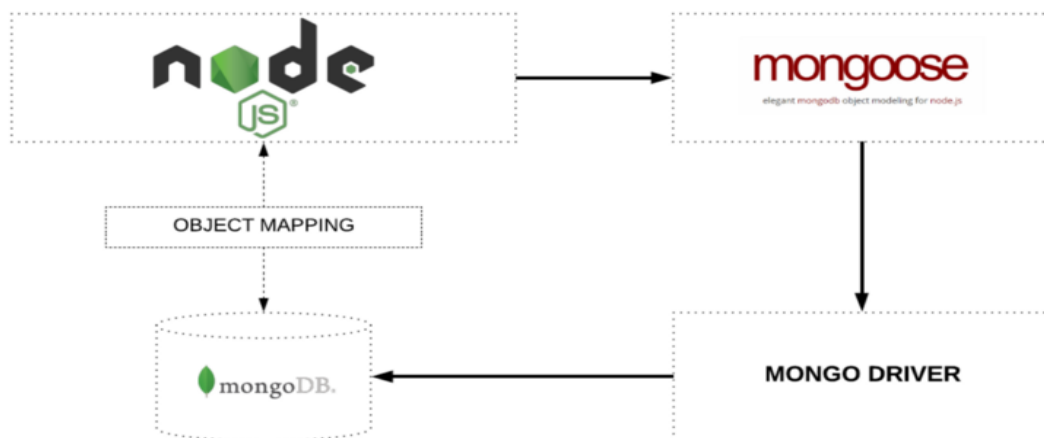 node
JS®
mongoose
elegant mongodb object modeling for node.js
OBJECT MAPPING
mongoDB.
MONGO DRIVER